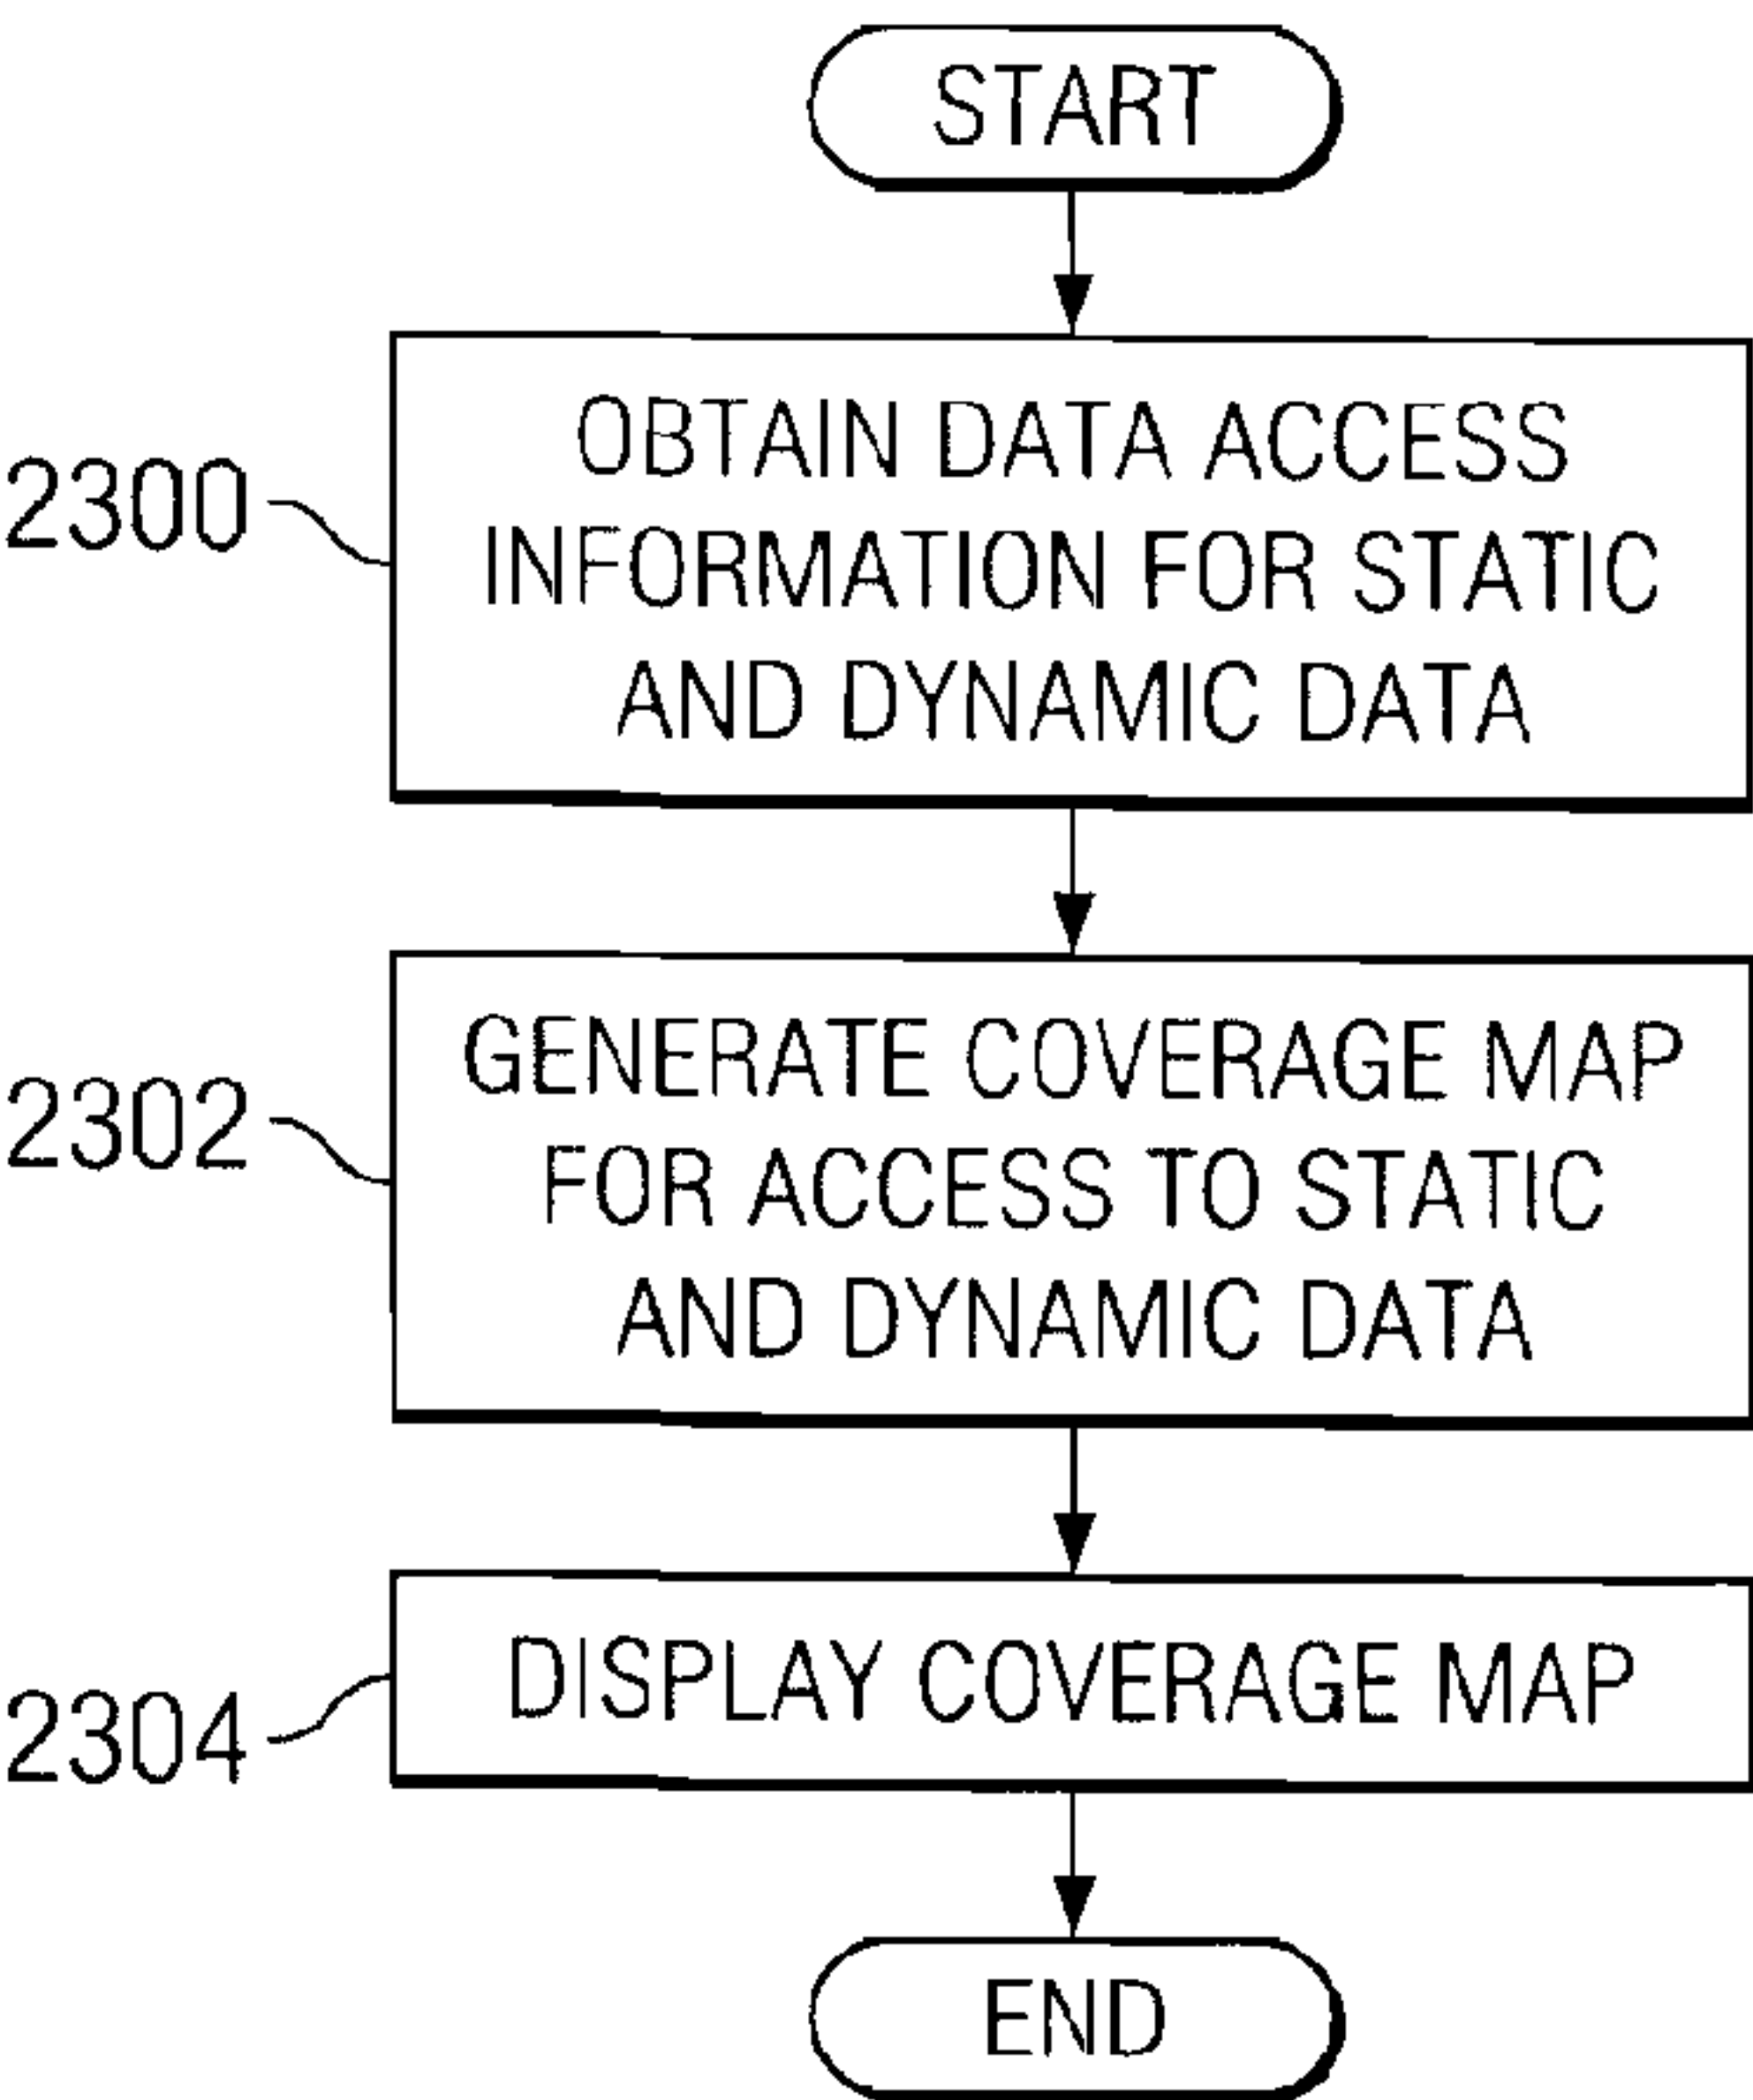 START
2300
OBTAIN DATA ACCESS
INFORMATION FOR STATIC
AND DYNAMIC DATA
2302
GENERATE COVERAGE MAP
FOR ACCESS TO STATIC
AND DYNAMIC DATA
2304
DISPLAY COVERAGE MAP
END